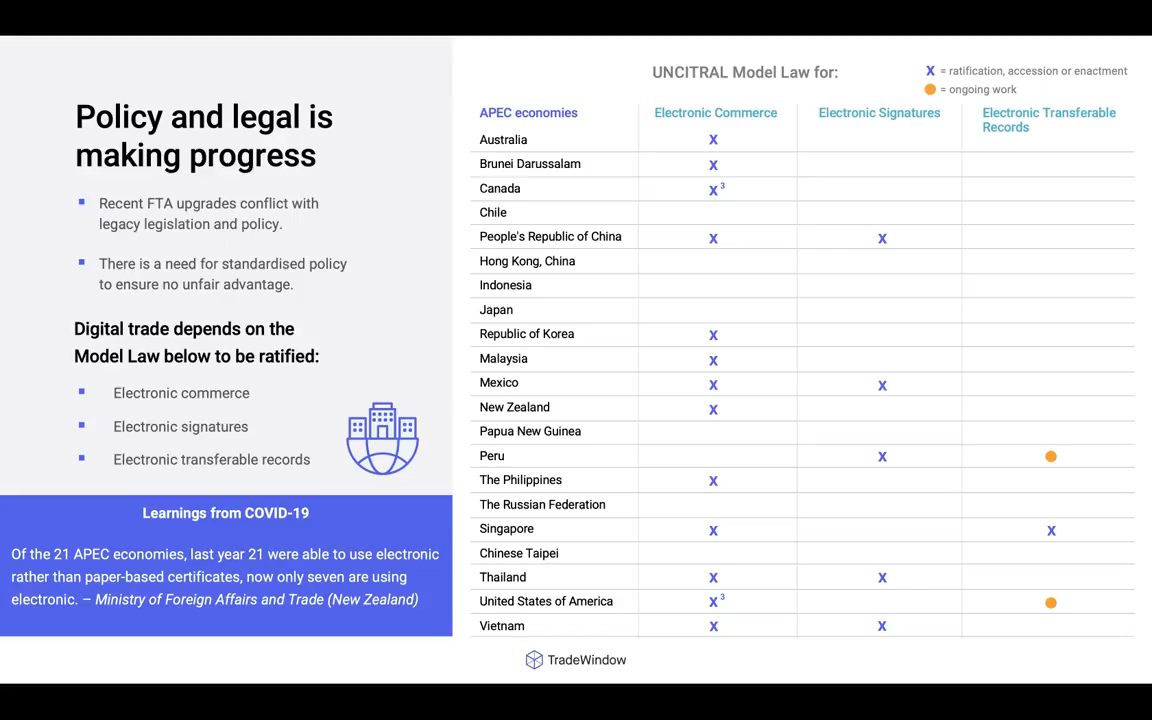 Policy and legal is
making progress
Recent FTA upgrades conflict with
legacy legislation and policy.
There is a need for standardised policy
to ensure no unfair advantage.
Digital trade depends on the
Model Law below to be ratified:
Electronic commerce
Electronic signatures
Electronic transferable records
Learnings from COVID-19
Of the 21 APEC economies, last year 21 were able to use electronic
rather than paper-based certificates, now only seven are using
electronic. – Ministry of Foreign Affairs and Trade (New Zealand)
UNCITRAL Model Law for:
X = ratification, accession or enactment
= ongoing work
APEC economies Electronic Commerce Electronic Signatures Electronic Transferable
Records
Australia X
Brunei Darussalam X
Canada X 3
Chile
People's Republic of China X X
Hong Kong, China
Indonesia
Japan
Republic of Korea X
Malaysia X
Mexico X X
New Zealand X
Papua New Guinea
Peru X
The Philippines X
The Russian Federation
Singapore X X
Chinese Taipei
Thailand X X
United States of America X 3
Vietnam X X
TradeWindow